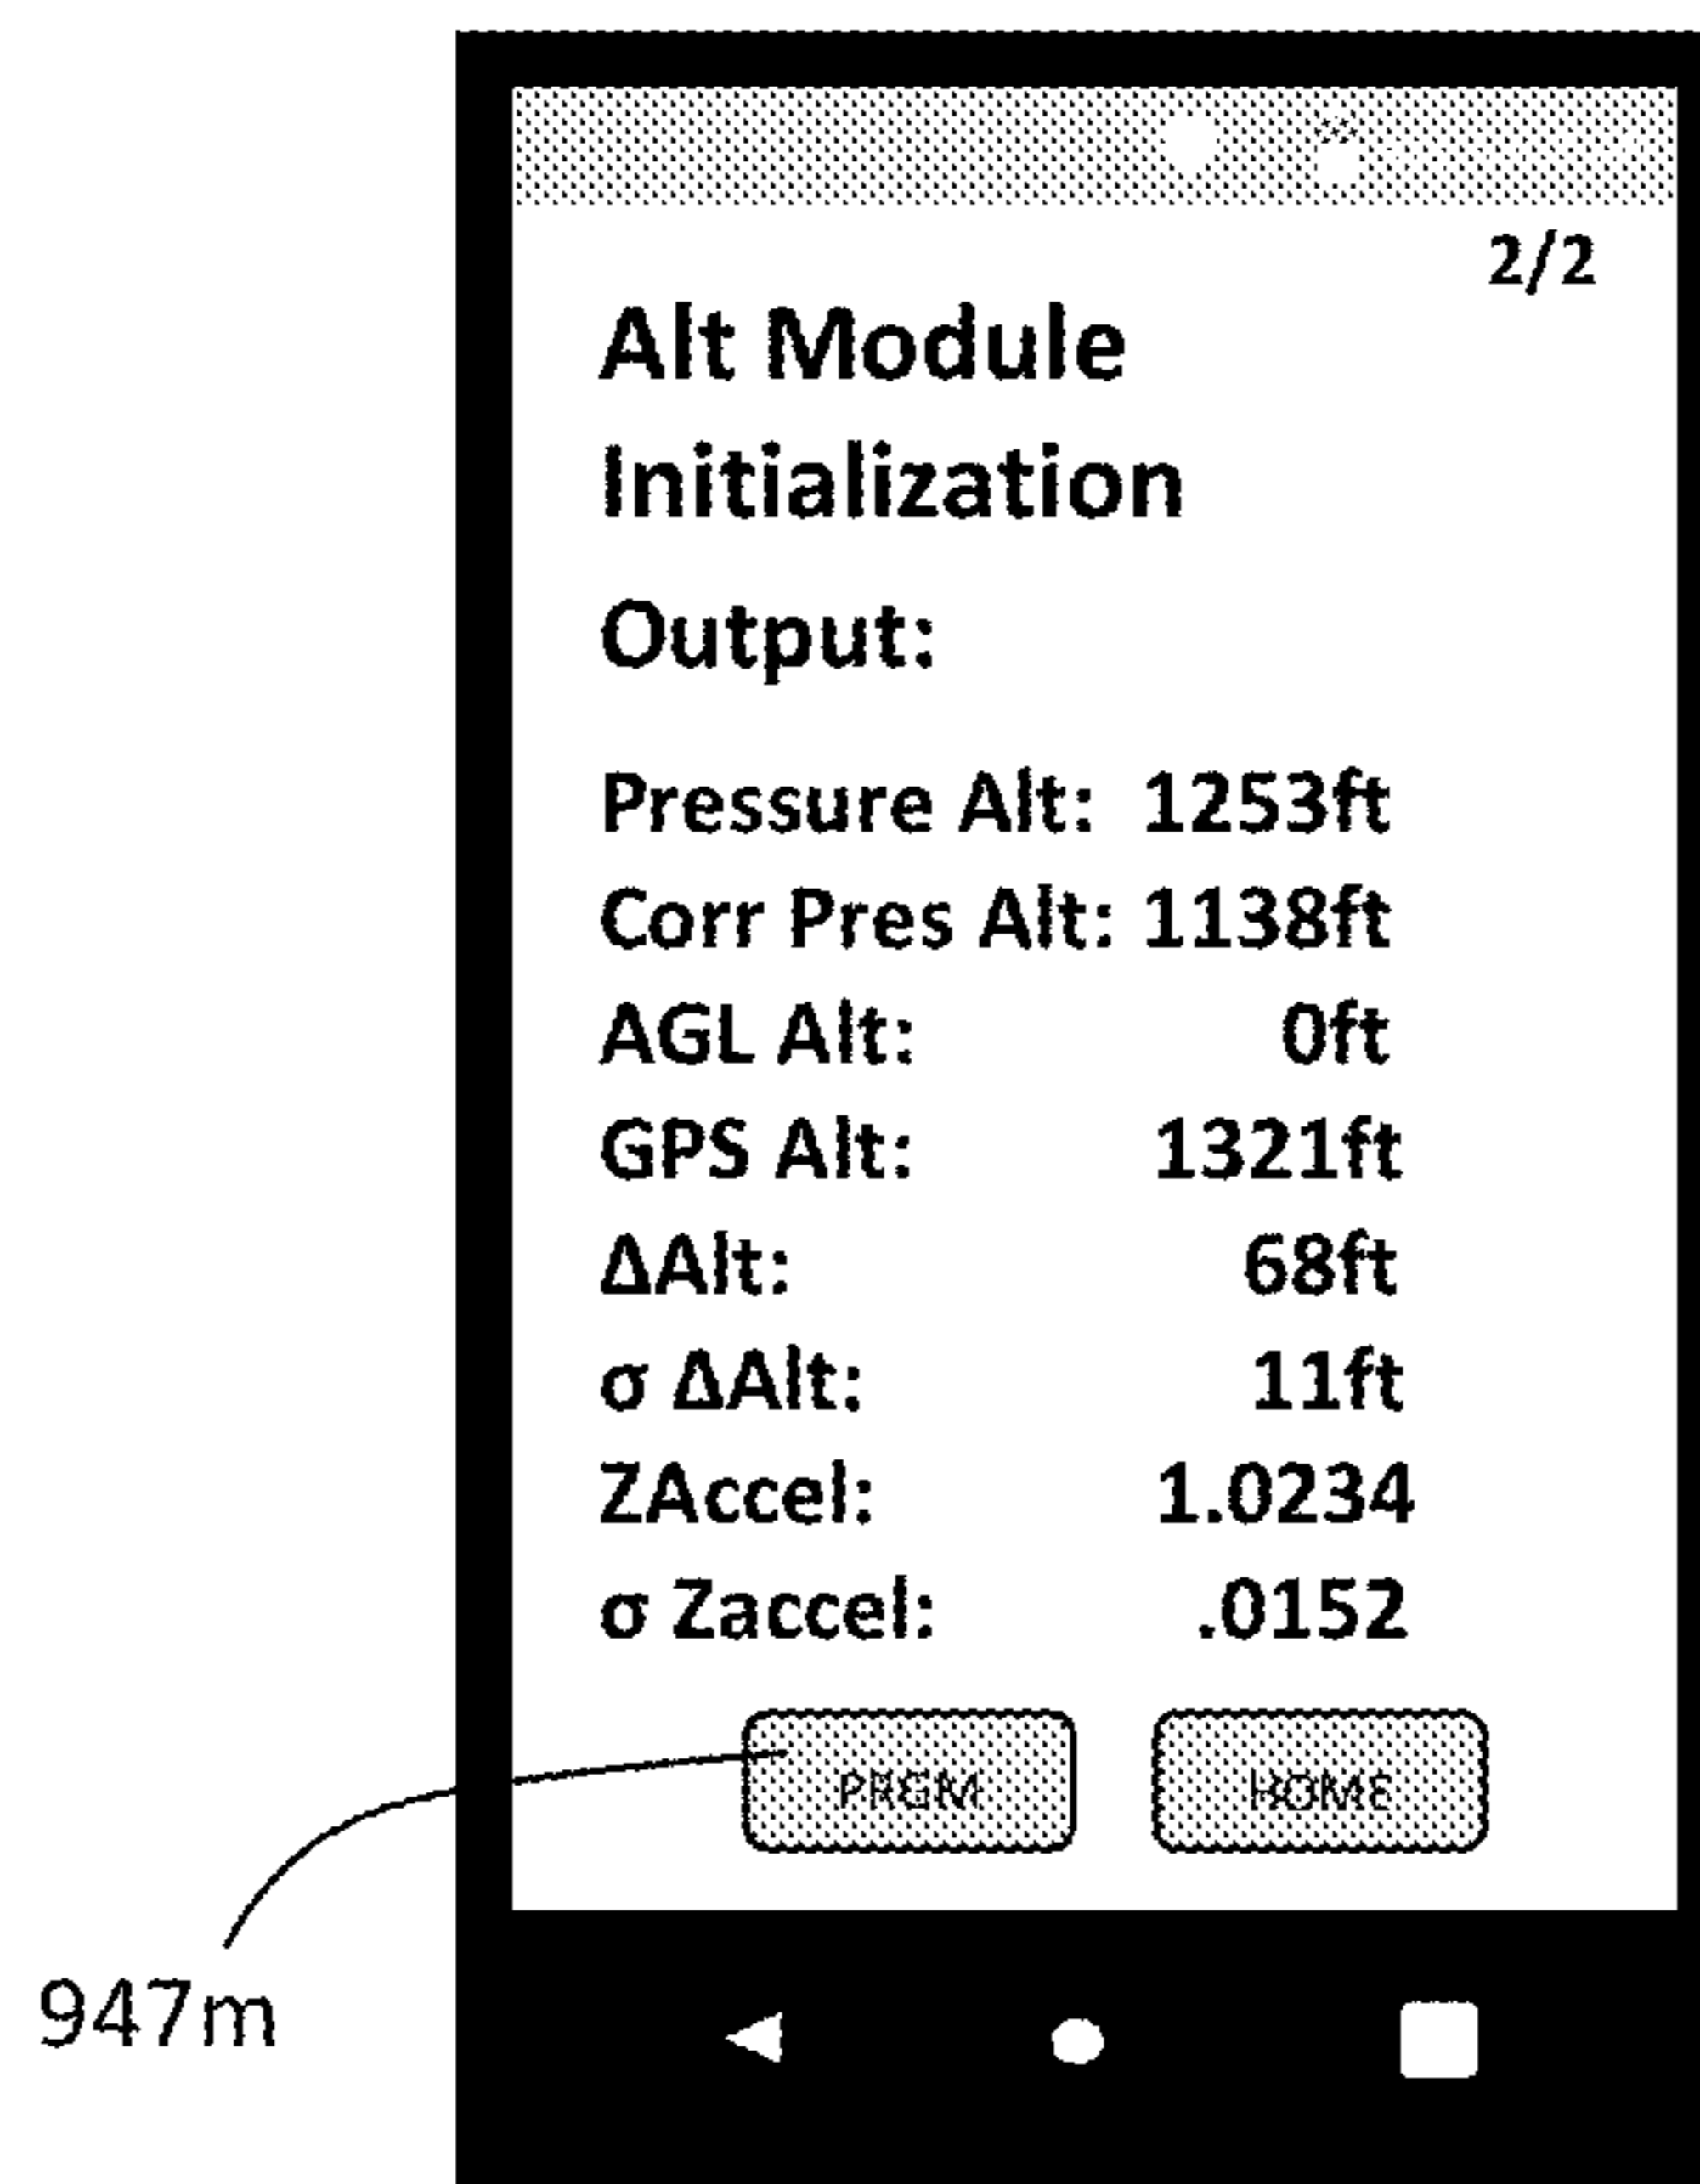 2/2
Alt Module
Initialization
Output:
Pressure Alt: 1253ft
Corr Pres Alt: 1138ft
AGL Alt: 0ft
GPS Alt: 1321ft
ΔAlt: 68ft
σ ΔAlt: 11ft
ZAccel: 1.0234
σ Zaccel: .0152
PRGM HOME
947m